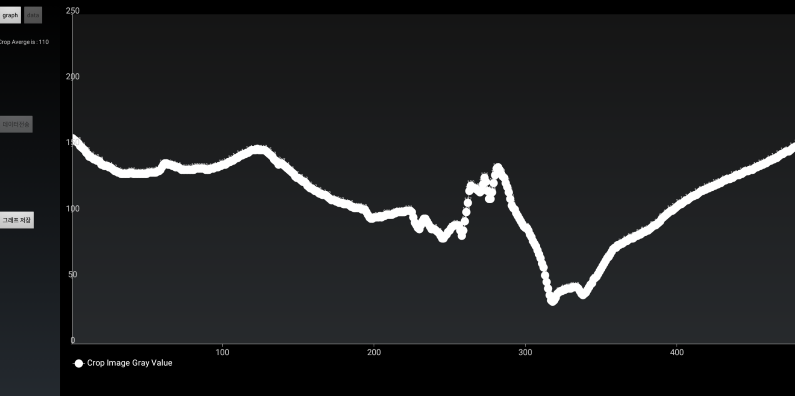 graph data
Crop Averge is : 110
그래프 저장
250
200
150
100
50
0
100 200 300 400
Crop Image Gray Value